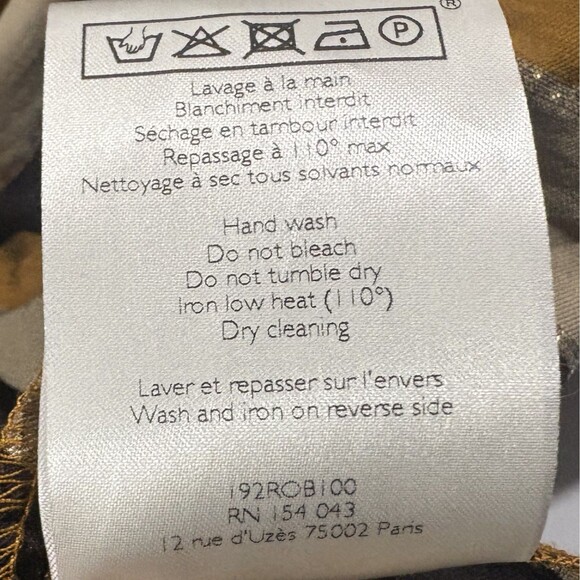 P
®
Lavage à la main
Blanchiment interdit
Séchage en tambour interdit
Repassage à 110° max
Nettoyage à sec tous solvants normaux
Hand wash
Do not bleach
Do not tumble dry
Iron low heat (110°)
Dry cleaning
Laver et repasser sur l'envers
Wash and iron on reverse side
192ROB100
RN 154 043
12 rue d'Uzès 75002 Paris